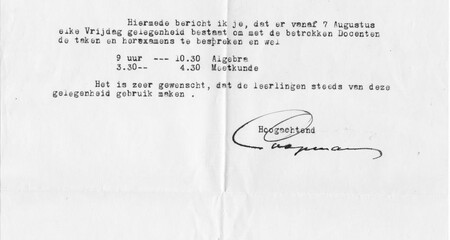 Hiermede bericht ik je, dat er vanaf 7 Augustus
elke Vrijdag gelegenheid bestaat om met de betrokken Docenten
de taken en herexamens te bespreken en wel
9 uur --- 10.30 Algebra
3.30-- 4.30 Meetkunde
Het is zeer gewenscht, dat de leerlingen steeds van deze
gelegenheid gebruik maken .
Hoogachtend